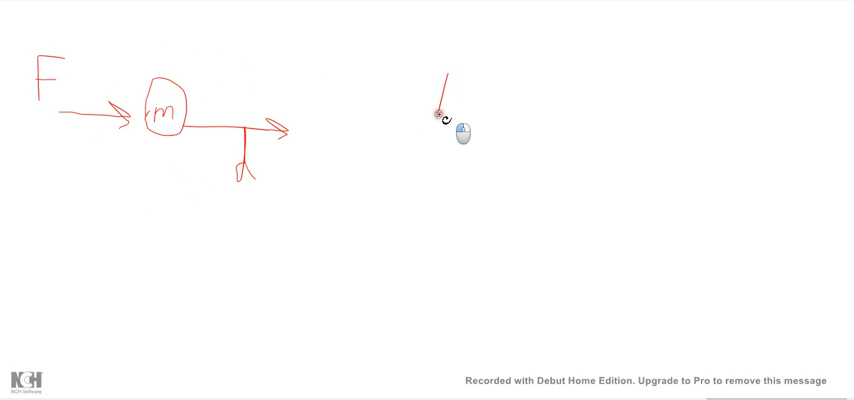 F
m
d
NCH
NCH Software
Recorded with Debut Home Edition. Upgrade to Pro to remove this message